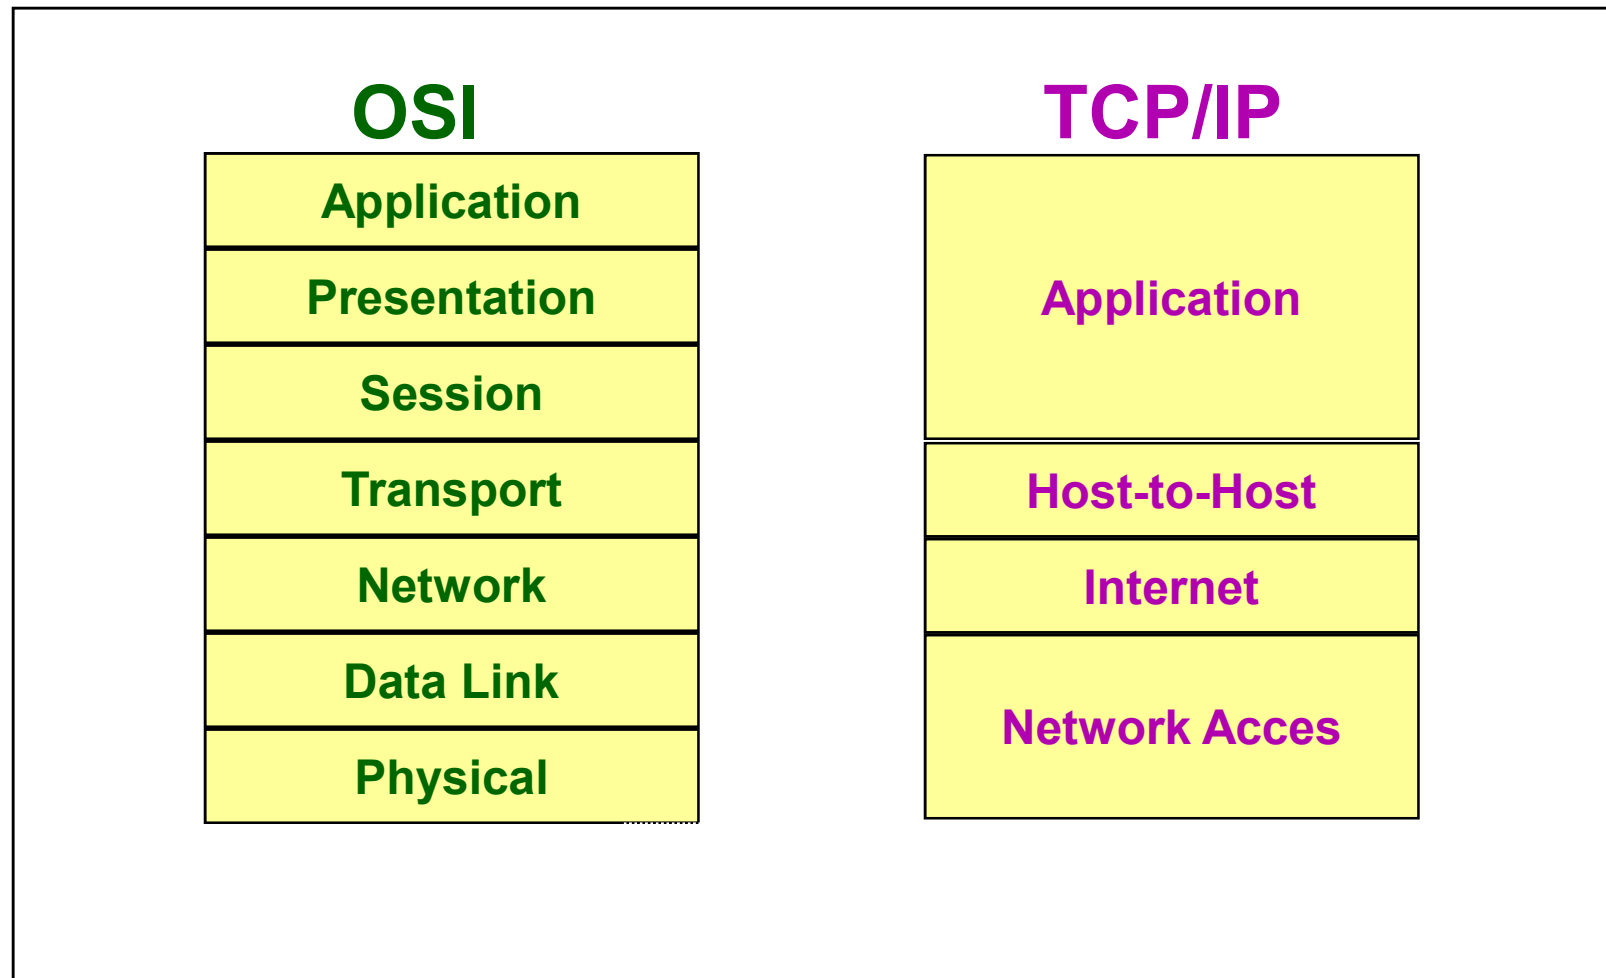 OSI
Application
Presentation
Session
Transport
Network
Data Link
Physical
TCP/IP
Application
Host-to-Host
Internet
Network Acces